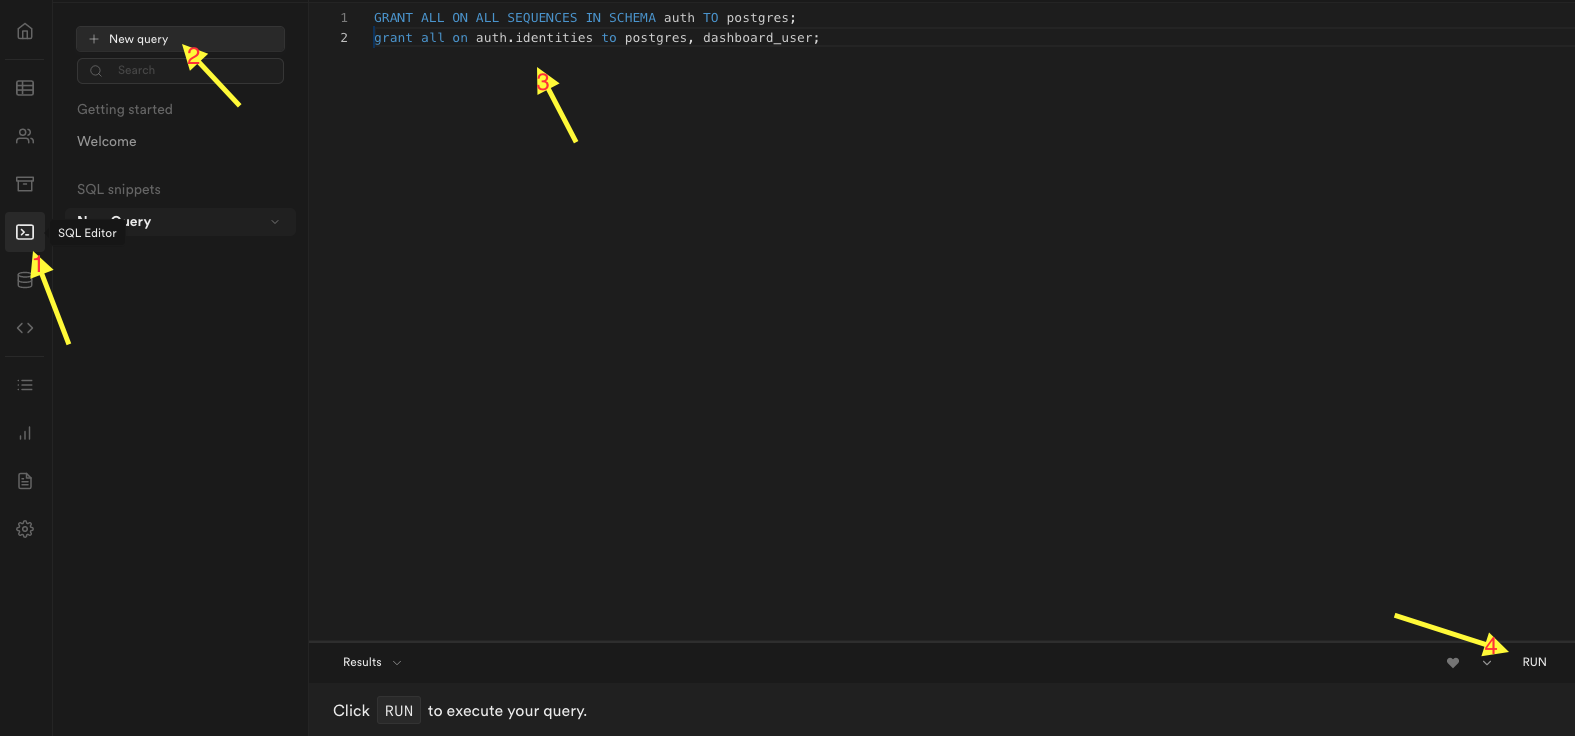 New query
2
Search
Getting started
Welcome
SQL snippets
New Query
SQL Editor
1
1 GRANT ALL ON ALL SEQUENCES IN SCHEMA auth TO postgres;
2 grant all on auth.identities to postgres, dashboard_user;
3
Results
4
RUN
Click RUN to execute your query.